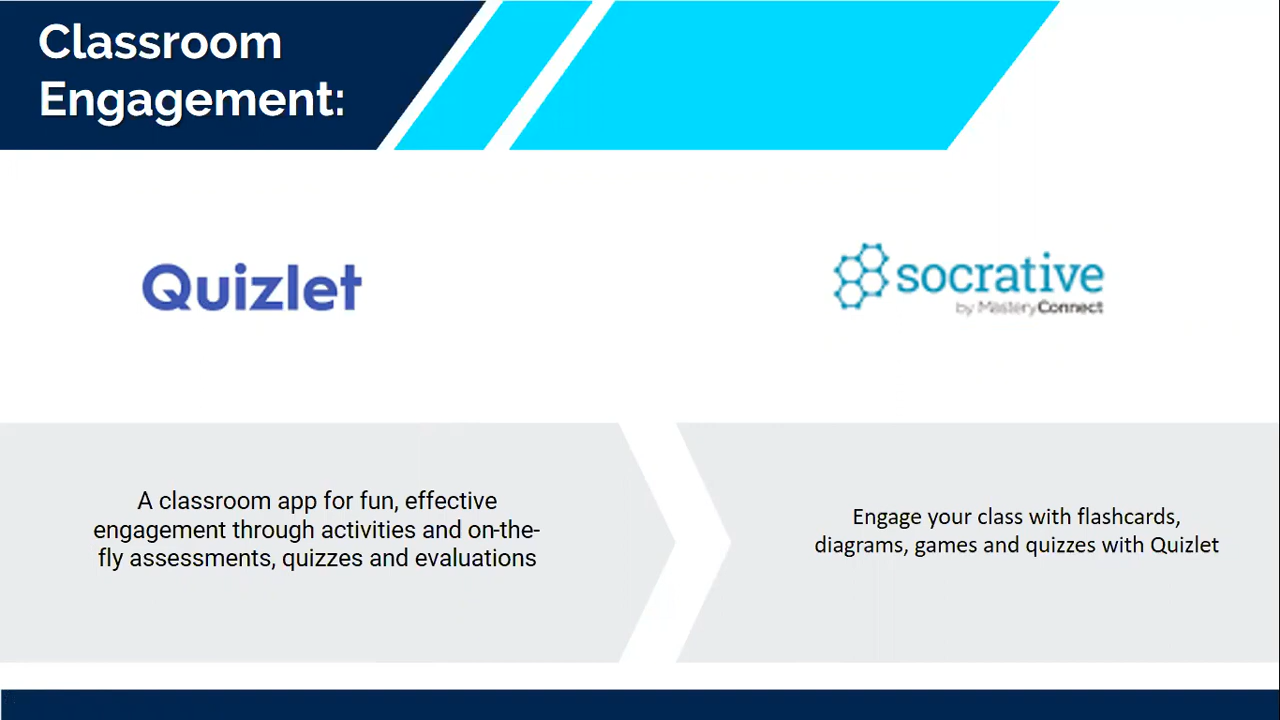 Classroom
Engagement:
Quizlet
socrative
by MasteryConnect
A classroom app for fun, effective
engagement through activities and on-the-
fly assessments, quizzes and evaluations
Engage your class with flashcards,
diagrams, games and quizzes with Quizlet